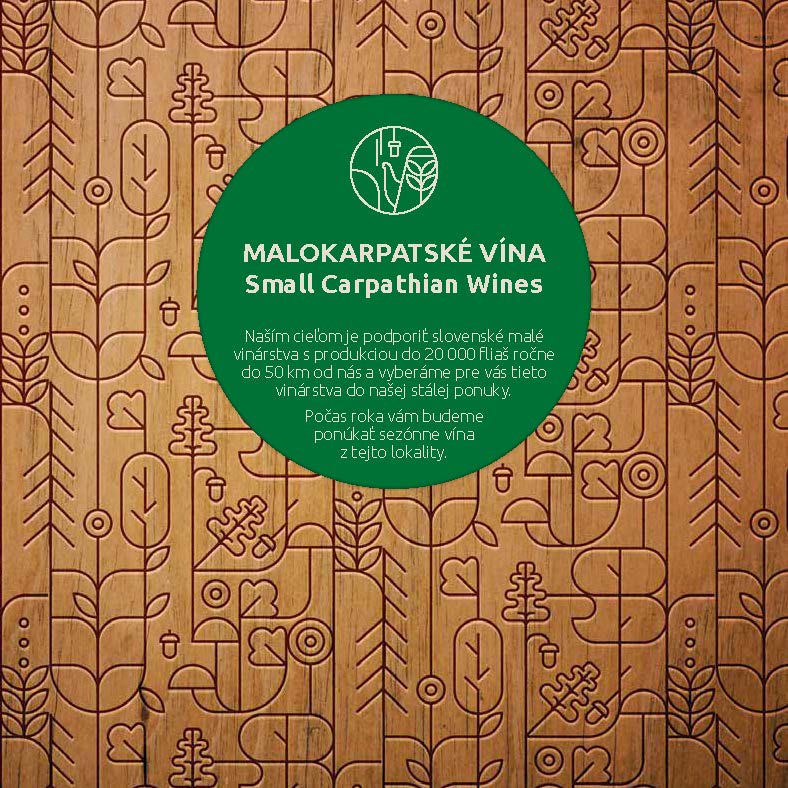 MALOKARPATSKÉ VÍNA
Small Carpathian Wines
Naším cieľom je podporiť slovenské malé
vinárstva s produkciou do 20 000 fliaš ročne
do 50 km od nás a vyberáme pre vás tieto
vinárstva do našej stálej ponuky.
Počas roka vám budeme
ponúkať sezónne vína
z tejto lokality.